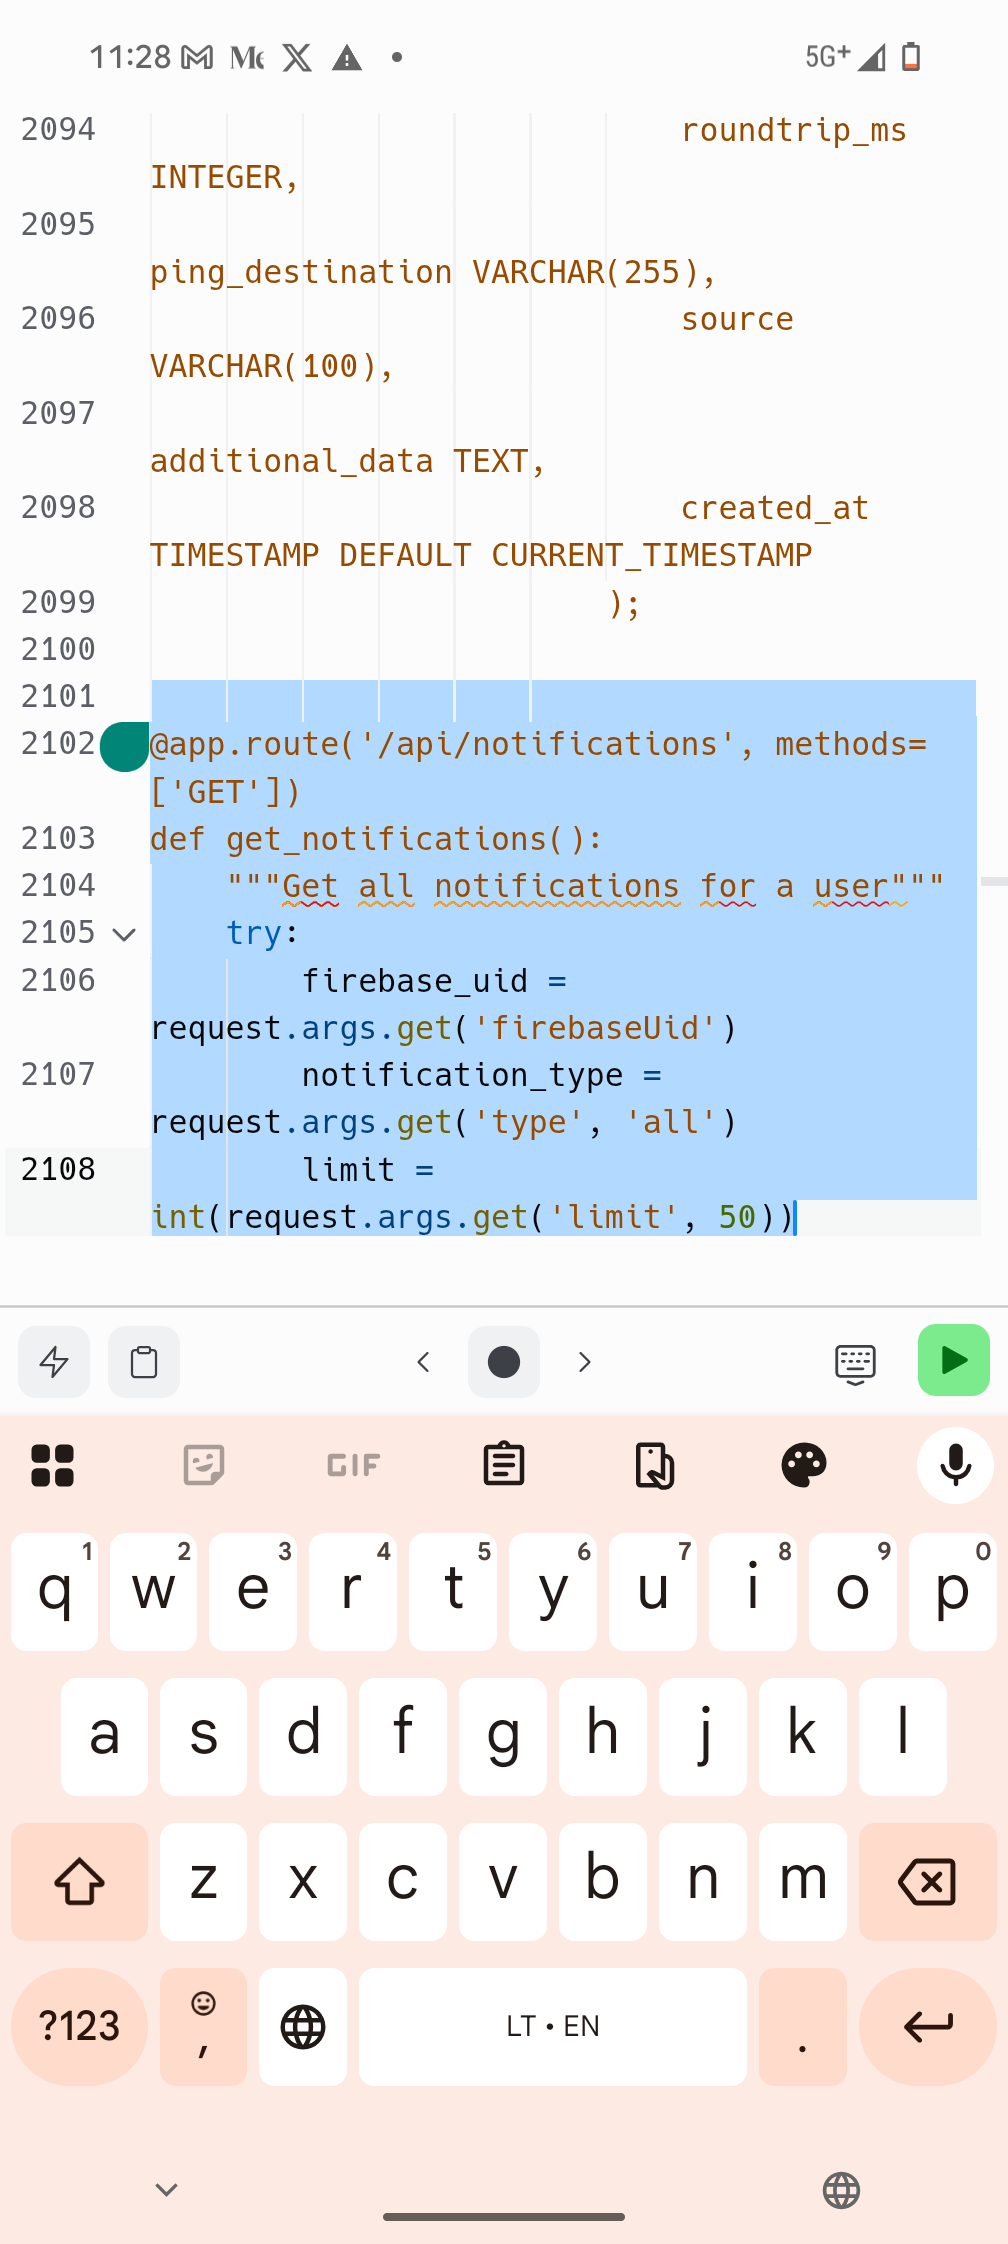 11:28 5G+
2094 roundtrip_ms
INTEGER,
2095
ping_destination VARCHAR(255),
2096 source
VARCHAR(100),
2097
additional_data TEXT,
2098 created_at
TIMESTAMP DEFAULT CURRENT_TIMESTAMP
2099 );
2100
2101
2102 @app.route('/api/notifications', methods=
['GET'])
2103 def get_notifications():
2104 """Get all notifications for a user"""
2105 try:
2106 firebase_uid =
request.args.get('firebaseUid')
2107 notification_type =
request.args.get('type', 'all')
2108 limit =
int(request.args.get('limit', 50))
GIF
1 2 3 4 5 6 7 8 9 0
q w e r t y u i o p
a s d f g h j k l
z x c v b n m
?123 , LT • EN .